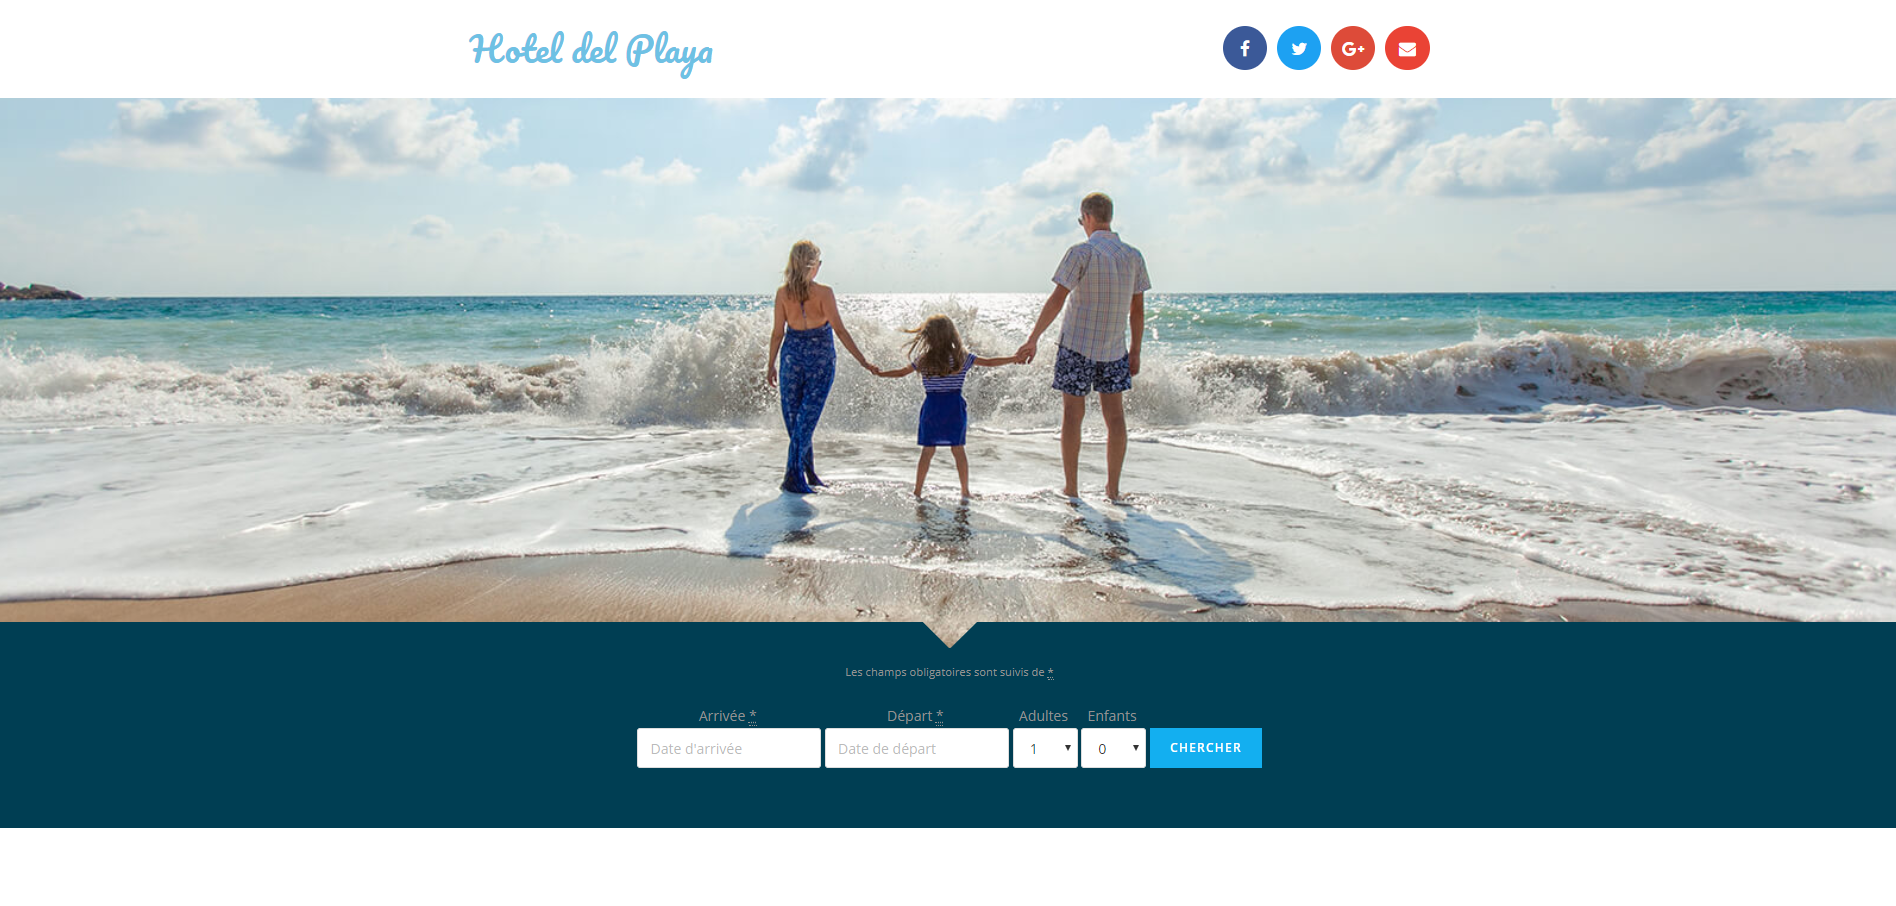 Hotel del Playa
Les champs obligatoires sont suivis de *
Arrivée * Départ * Adultes Enfants
Date d'arrivée Date de départ 1 0 CHERCHER